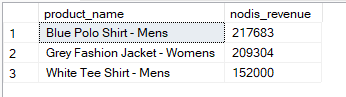 product_name nodis_revenue
1 Blue Polo Shirt - Mens 217683
2 Grey Fashion Jacket - Womens 209304
3 White Tee Shirt - Mens 152000